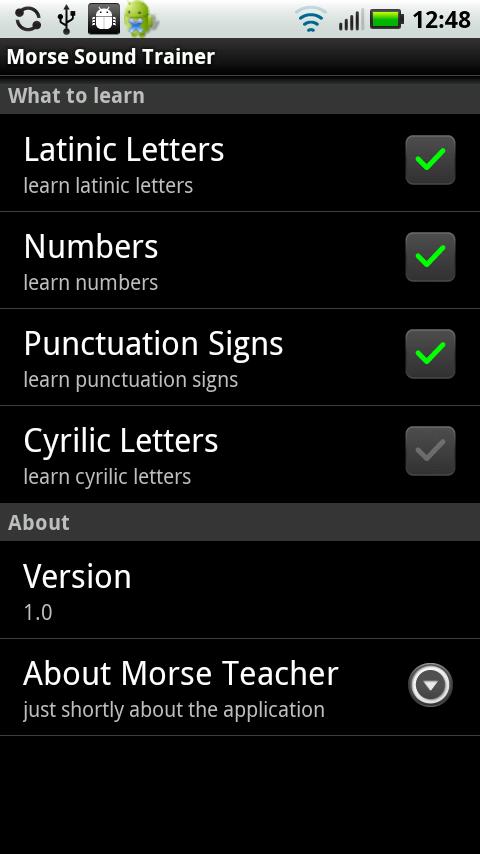 12:48
Morse Sound Trainer
What to learn
Latinic Letters
learn latinic letters
Numbers
learn numbers
Punctuation Signs
learn punctuation signs
Cyrilic Letters
learn cyrilic letters
About
Version
1.0
About Morse Teacher
just shortly about the application